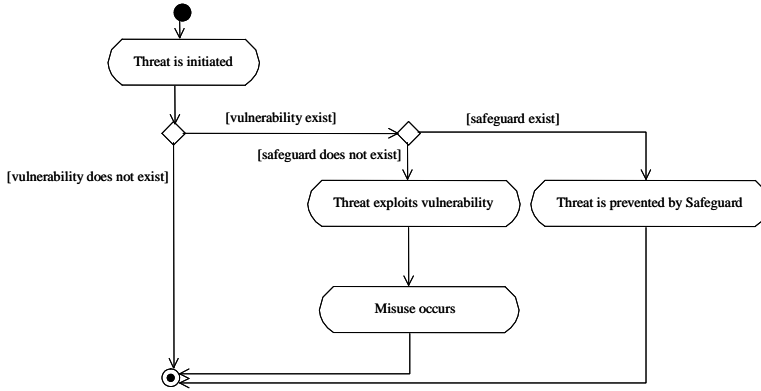 Threat is initiated
[vulnerability exist]
[safeguard exist]
[safeguard does not exist]
[vulnerability does not exist]
Threat exploits vulnerability
Threat is prevented by Safeguard
Misuse occurs